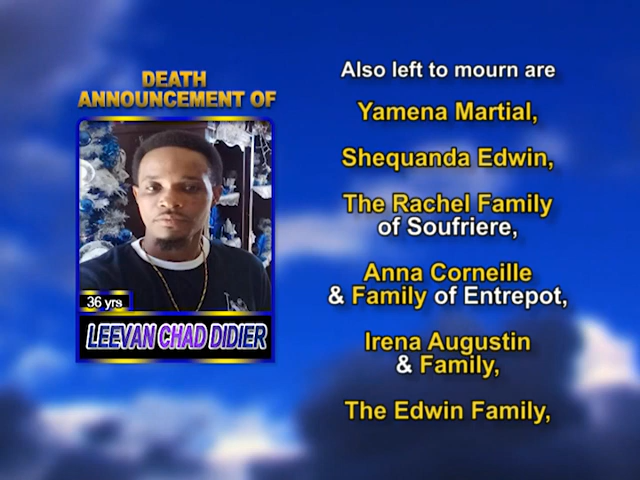 DEATH
ANNOUNCEMENT OF
36 yrs
LEEVAN CHAD DIDIER
Also left to mourn are
Yamena Martial,
Shequanda Edwin,
The Rachel Family
of Soufriere,
Anna Corneille
& Family of Entrepot,
Irena Augustin
& Family,
The Edwin Family,